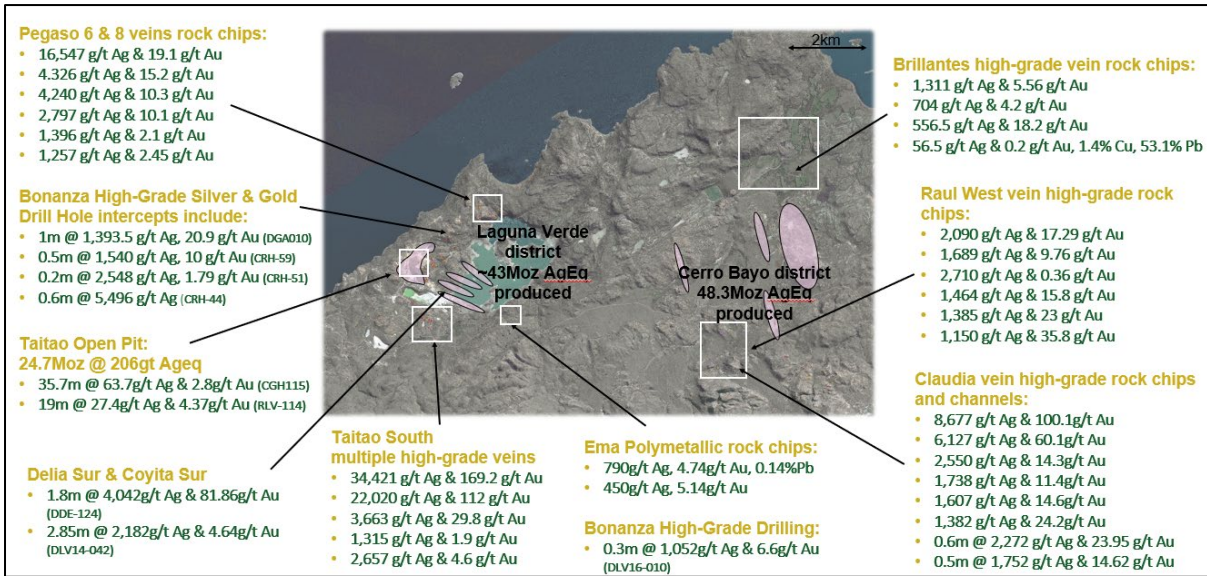 Pegaso 6 & 8 veins rock chips:
• 16,547 g/t Ag & 19.1 g/t Au
• 4.326 g/t Ag & 15.2 g/t Au
• 4,240 g/t Ag & 10.3 g/t Au
• 2,797 g/t Ag & 10.1 g/t Au
• 1,396 g/t Ag & 2.1 g/t Au
• 1,257 g/t Ag & 2.45 g/t Au
Bonanza High-Grade Silver & Gold
Drill Hole intercepts include:
• 1m @ 1,393.5 g/t Ag, 20.9 g/t Au (DGA010)
• 0.5m @ 1,540 g/t Ag, 10 g/t Au (CRH-59)
• 0.2m @ 2,548 g/t Ag, 1.79 g/t Au (CRH-51)
• 0.6m @ 5,496 g/t Ag (CRH-44)
Taitao Open Pit:
24.7Moz @ 206gt Ageq
• 35.7m @ 63.7g/t Ag & 2.8g/t Au (CGH115)
• 19m @ 27.4g/t Ag & 4.37g/t Au (RLV-114)
Delia Sur & Coyita Sur
• 1.8m @ 4,042g/t Ag & 81.86g/t Au
(DDE-124)
• 2.85m @ 2,182g/t Ag & 4.64g/t Au
(DLV14-042)
2km
Laguna Verde
district
~43Moz AgEq
produced
Cerro Bayo district
48.3Moz AgEq
produced
Taitao South
multiple high-grade veins
• 34,421 g/t Ag & 169.2 g/t Au
• 22,020 g/t Ag & 112 g/t Au
• 3,663 g/t Ag & 29.8 g/t Au
• 1,315 g/t Ag & 1.9 g/t Au
• 2,657 g/t Ag & 4.6 g/t Au
Ema Polymetallic rock chips:
• 790g/t Ag, 4.74g/t Au, 0.14%Pb
• 450g/t Ag, 5.14g/t Au
Bonanza High-Grade Drilling:
• 0.3m @ 1,052g/t Ag & 6.6g/t Au
(DLV16-010)
Brillantes high-grade vein rock chips:
• 1,311 g/t Ag & 5.56 g/t Au
• 704 g/t Ag & 4.2 g/t Au
• 556.5 g/t Ag & 18.2 g/t Au
• 56.5 g/t Ag & 0.2 g/t Au, 1.4% Cu, 53.1% Pb
Raul West vein high-grade rock
chips:
• 2,090 g/t Ag & 17.29 g/t Au
• 1,689 g/t Ag & 9.76 g/t Au
• 2,710 g/t Ag & 0.36 g/t Au
• 1,464 g/t Ag & 15.8 g/t Au
• 1,385 g/t Ag & 23 g/t Au
• 1,150 g/t Ag & 35.8 g/t Au
Claudia vein high-grade rock chips
and channels:
• 8,677 g/t Ag & 100.1g/t Au
• 6,127 g/t Ag & 60.1g/t Au
• 2,550 g/t Ag & 14.3g/t Au
• 1,738 g/t Ag & 11.4g/t Au
• 1,607 g/t Ag & 14.6g/t Au
• 1,382 g/t Ag & 24.2g/t Au
• 0.6m @ 2,272 g/t Ag & 23.95 g/t Au
• 0.5m @ 1,752 g/t Ag & 14.62 g/t Au